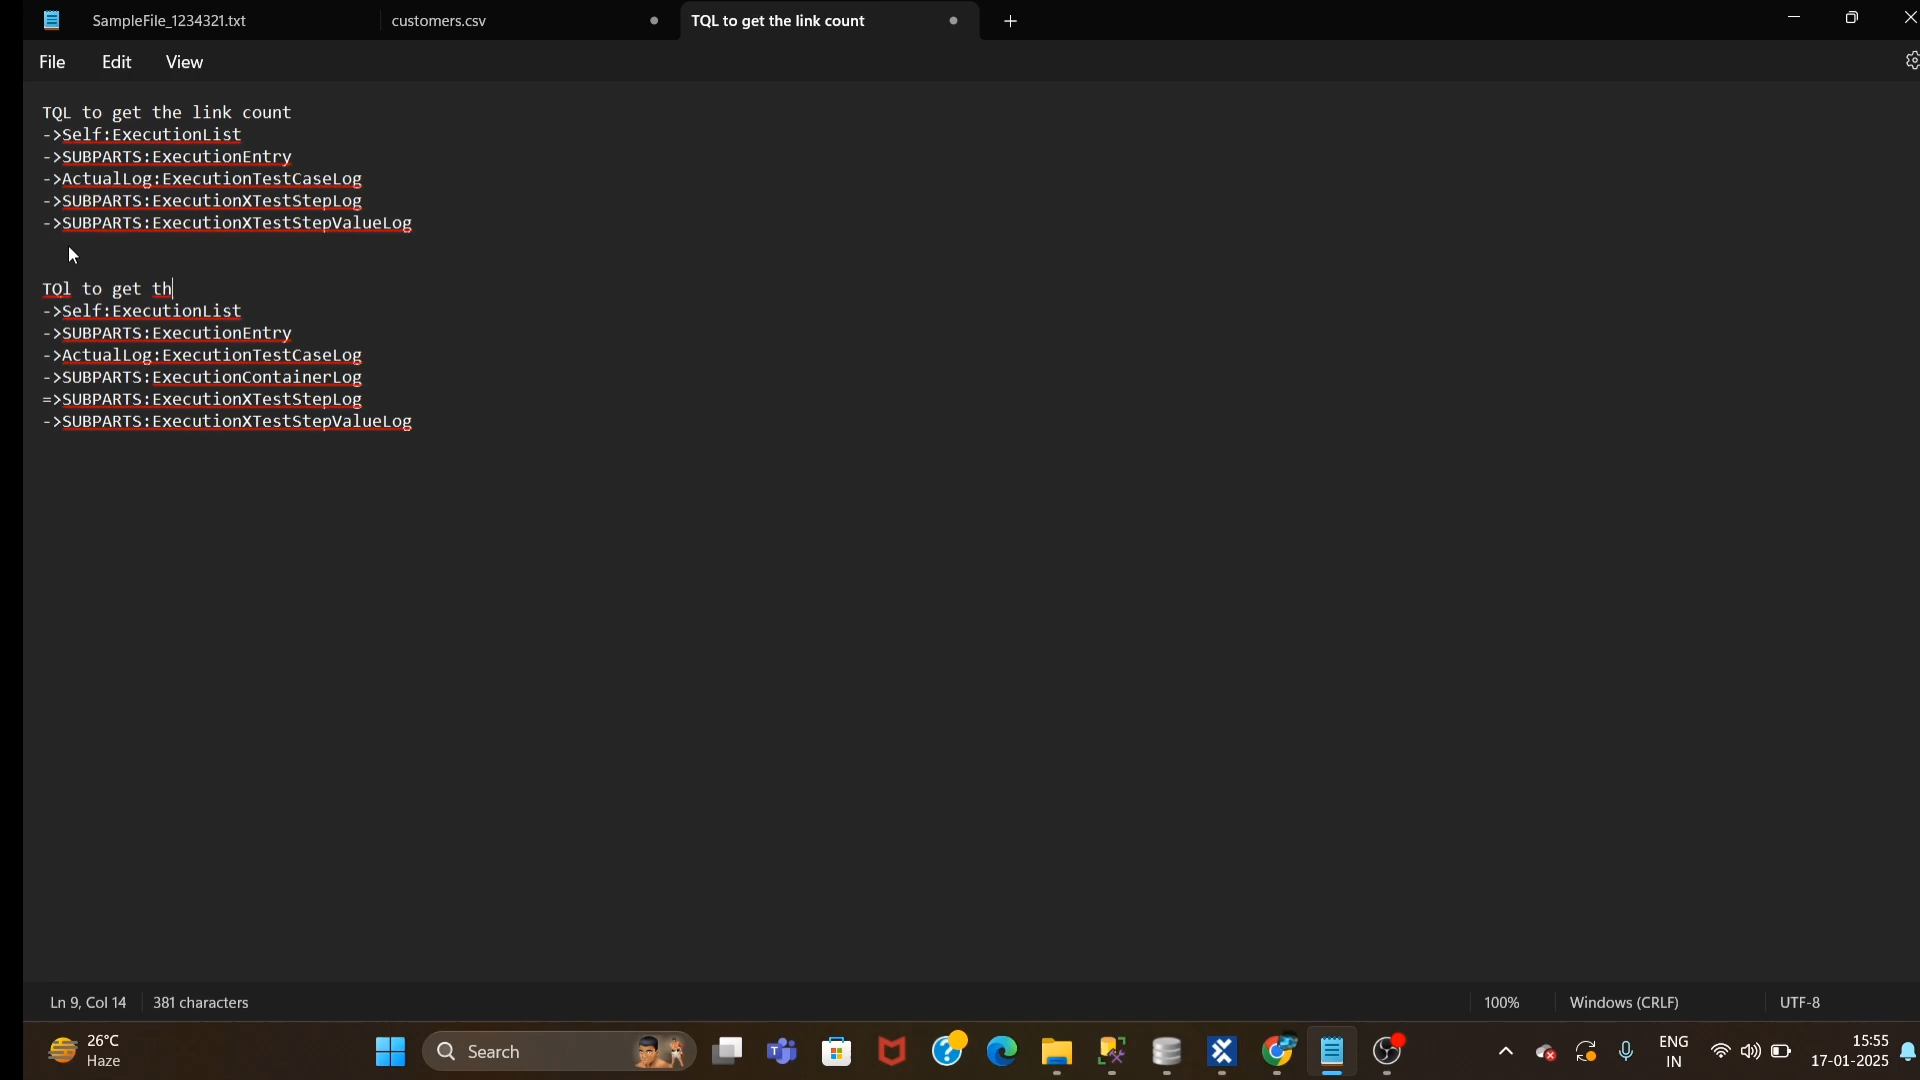 SampleFile_1234321.txt
customers.csv
TQL to get the link count
File Edit View
TQL to get the link count
->Self:ExecutionList
->SUBPARTS:ExecutionEntry
->ActualLog:ExecutionTestCaseLog
->SUBPARTS:ExecutionXTestStepLog
->SUBPARTS:ExecutionXTestStepValueLog
TQl to get th
->Self:ExecutionList
->SUBPARTS:ExecutionEntry
->ActualLog:ExecutionTestCaseLog
->SUBPARTS:ExecutionContainerLog
=>SUBPARTS:ExecutionXTestStepLog
->SUBPARTS:ExecutionXTestStepValueLog
Ln 9, Col 14 381 characters 100% Windows (CRLF) UTF-8
26°C
Haze
Search
ENG
IN
15:55
17-01-2025